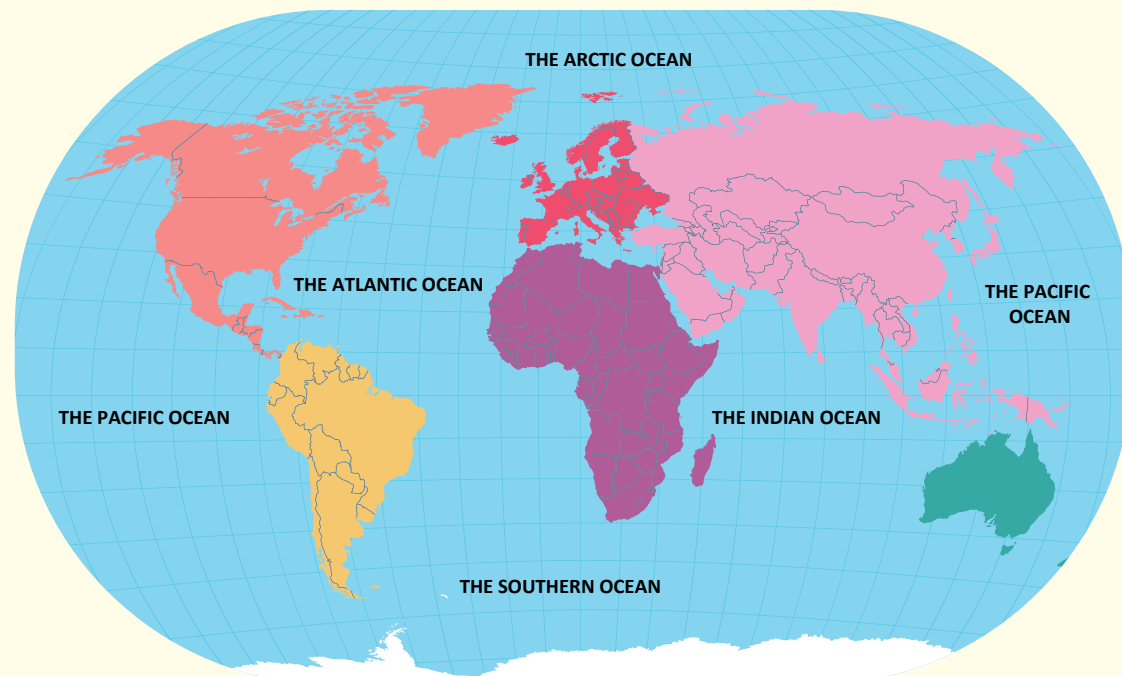 THE ARCTIC OCEAN
THE ATLANTIC OCEAN
THE PACIFIC
OCEAN
THE PACIFIC OCEAN
THE INDIAN OCEAN
THE SOUTHERN OCEAN